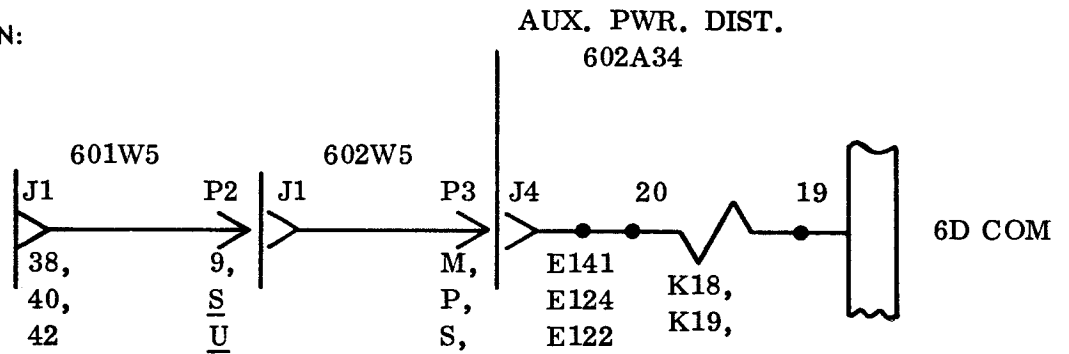 N:
AUX. PWR. DIST.
602A34
601W5
602W5
J1
P2
J1
P3
J4
20
19
6D COM
38,
9,
M,
E141
K18,
40,
S
P,
E124
K19,
42
U
S,
E122